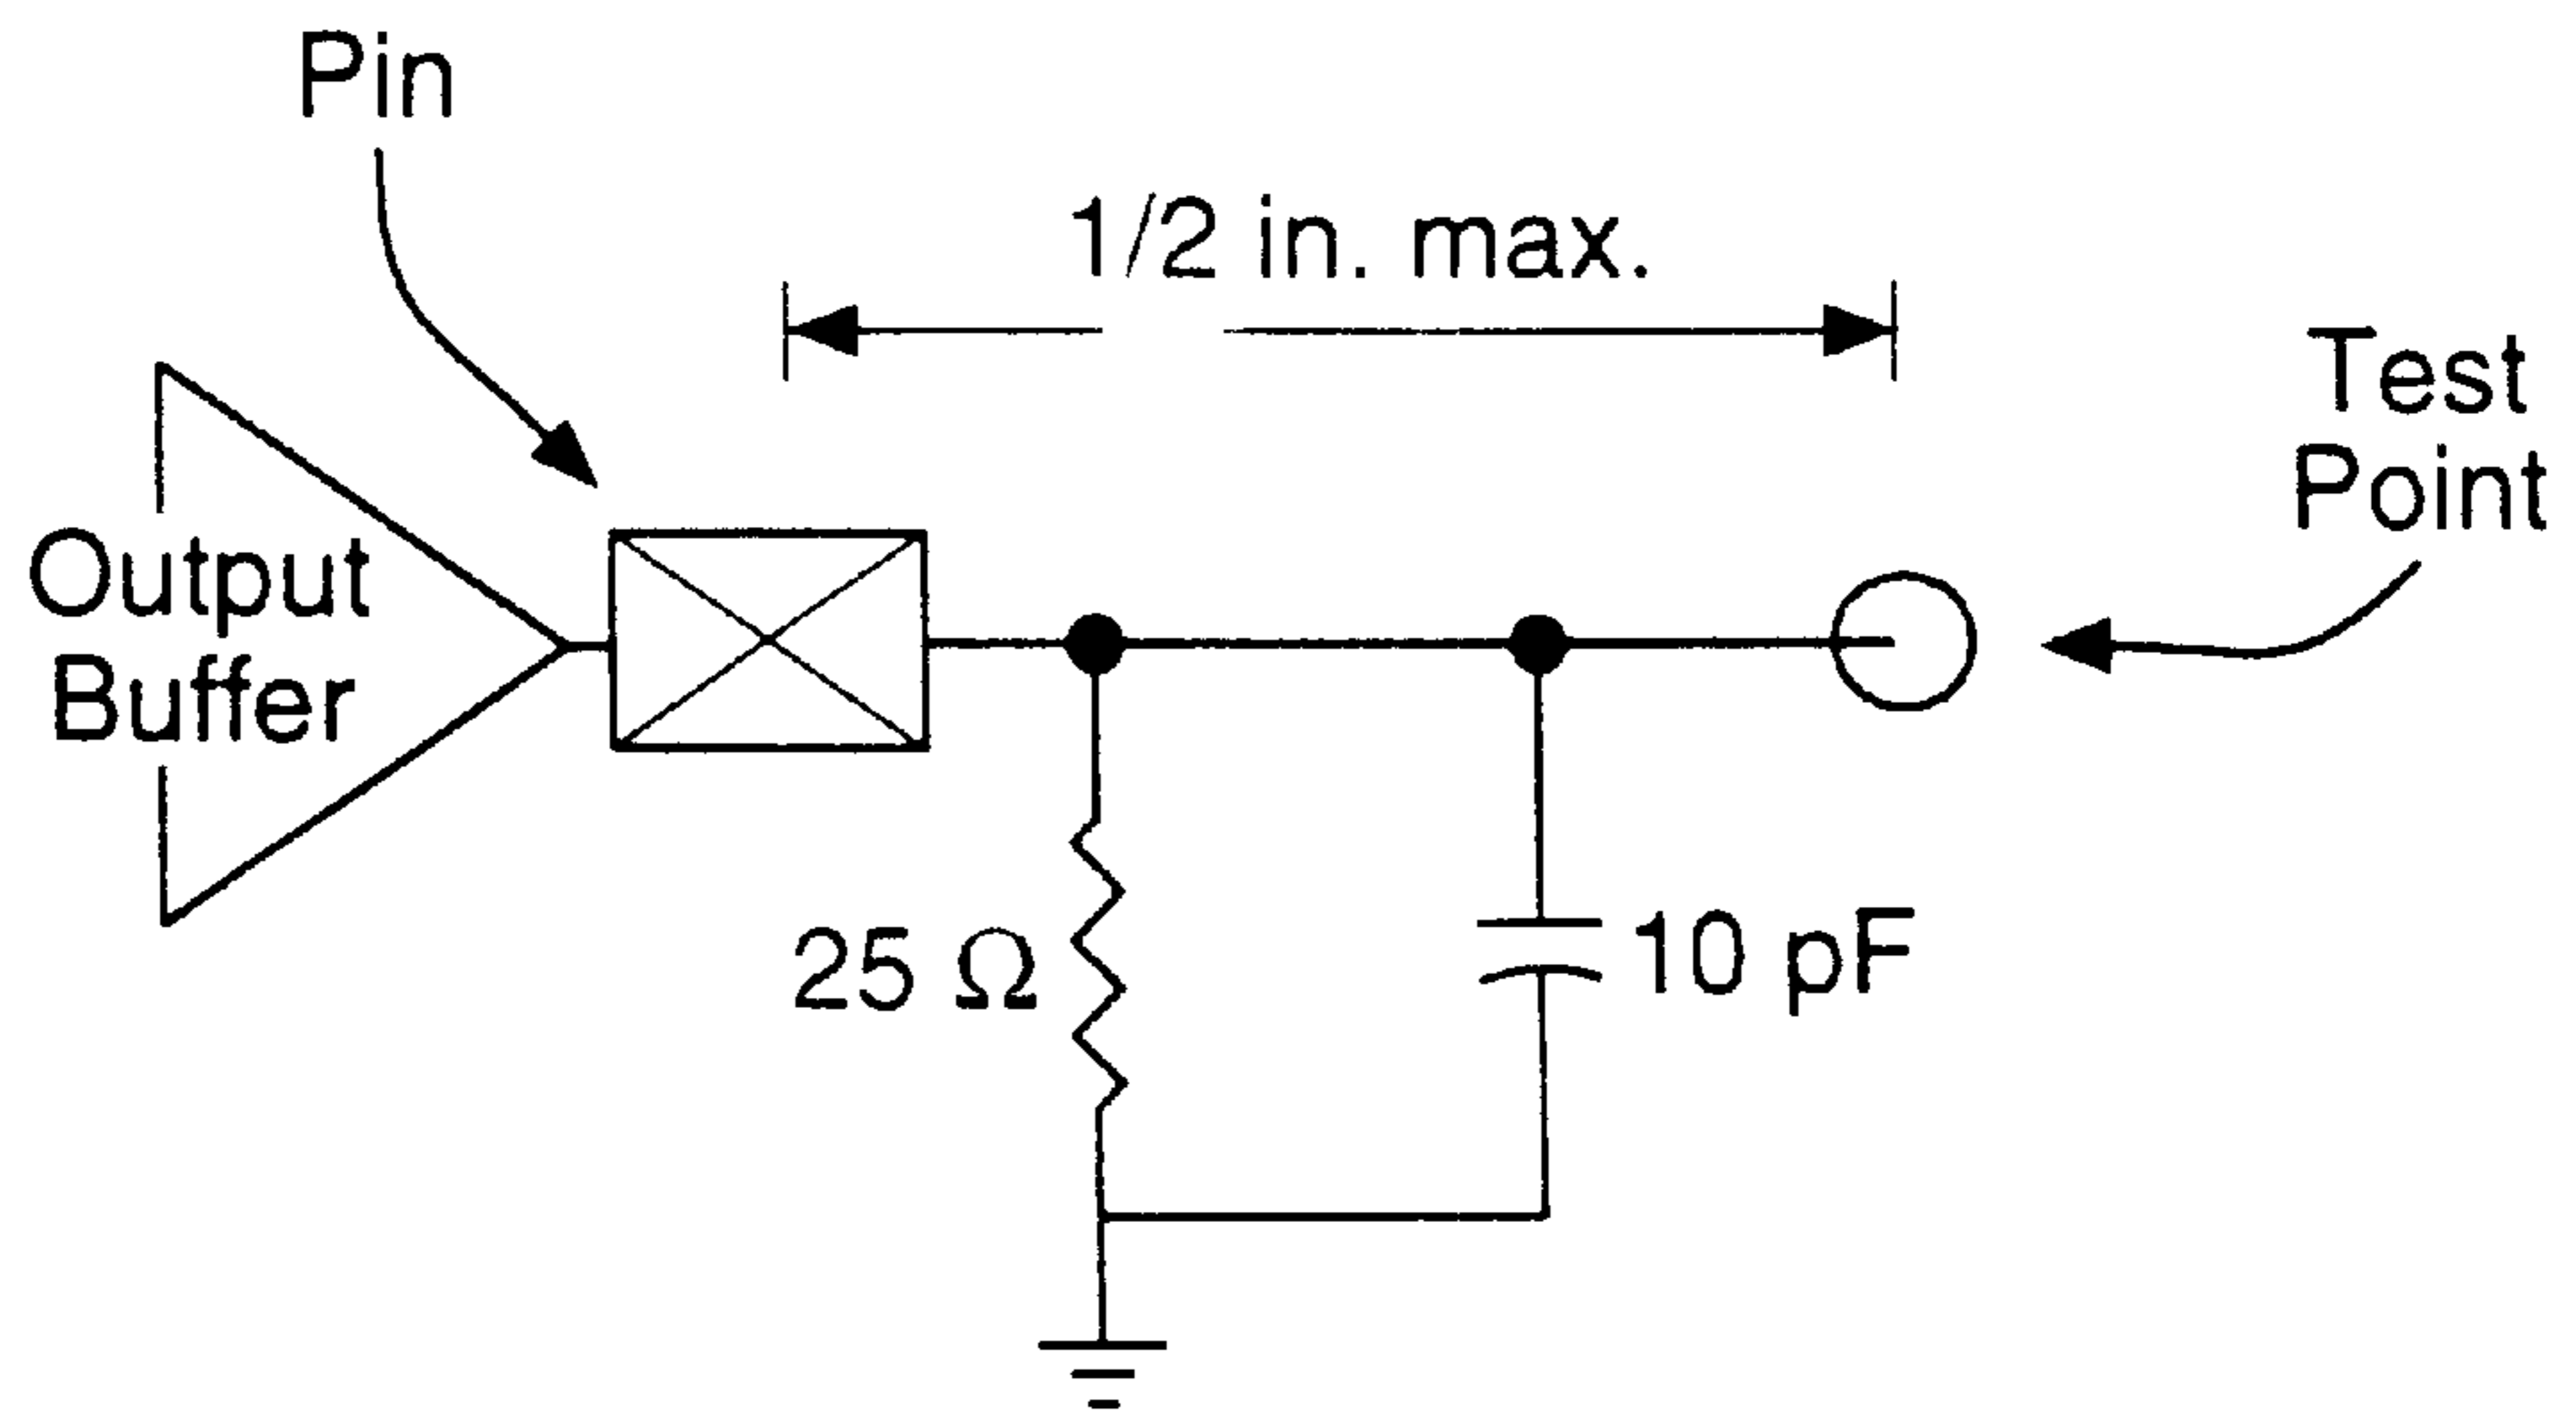 Pin
1/2 in. max.
Test
Point
Output
Buffer
25 Ω
10 pF